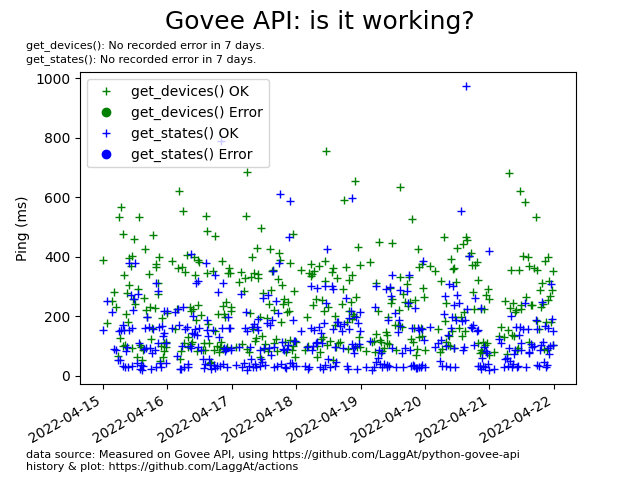 Govee API: is it working?
get_devices(): No recorded error in 7 days.
get_states(): No recorded error in 7 days.
1000
800
600
400
200
0
Ping (ms)
get_devices() OK
get_devices() Error
get_states() OK
get_states() Error
2022-04-15
2022-04-16
2022-04-17
2022-04-18
2022-04-19
2022-04-20
2022-04-21
2022-04-22
data source: Measured on Govee API, using https://github.com/LaggAt/python-govee-api
history & plot: https://github.com/LaggAt/actions